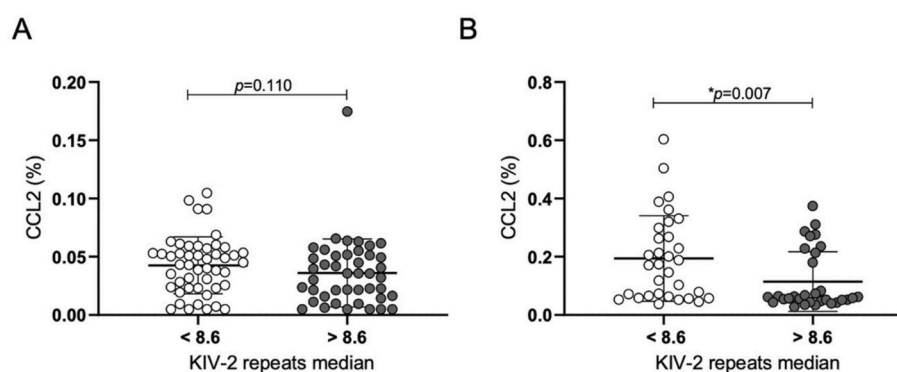 A
CCL2 (%)
0.20
0.15
0.10
0.05
0.00
p=0.110
< 8.6
> 8.6
KIV-2 repeats median
B
CCL2 (%)
0.8
0.6
0.4
0.2
0.0
*p=0.007
< 8.6
> 8.6
KIV-2 repeats median